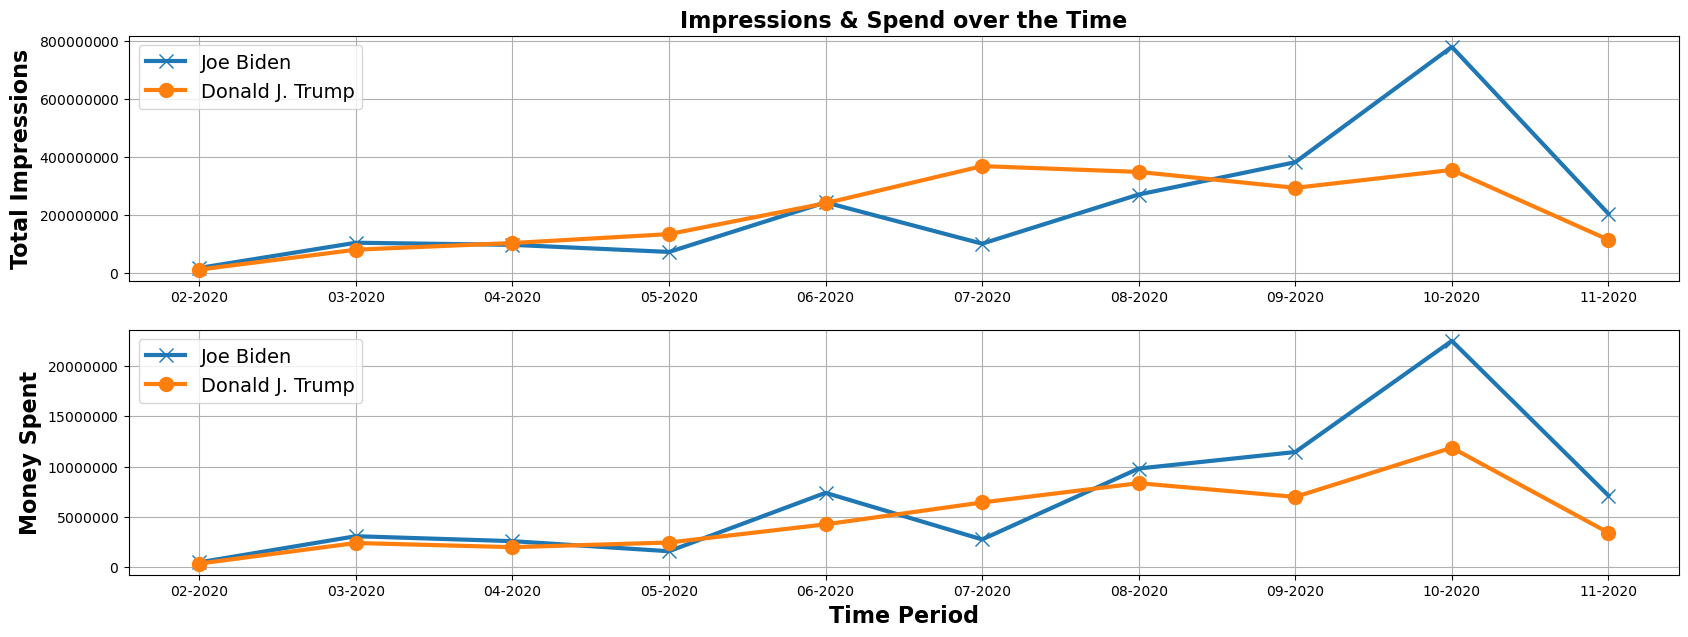 Impressions & Spend over the Time
Total Impressions
800000000
600000000
400000000
200000000
0
Joe Biden
Donald J. Trump
02-2020 03-2020 04-2020 05-2020 06-2020 07-2020 08-2020 09-2020 10-2020 11-2020
Money Spent
20000000
15000000
10000000
5000000
0
Joe Biden
Donald J. Trump
02-2020 03-2020 04-2020 05-2020 06-2020 07-2020 08-2020 09-2020 10-2020 11-2020
Time Period